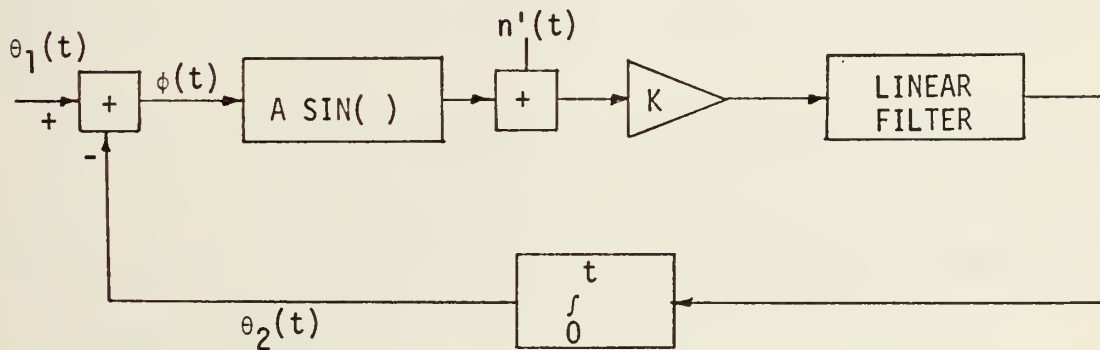 θ₁(t)
+
-
+
ϕ(t)
A SIN( )
n'(t)
+
K
LINEAR
FILTER
t
∫
0
θ₂(t)